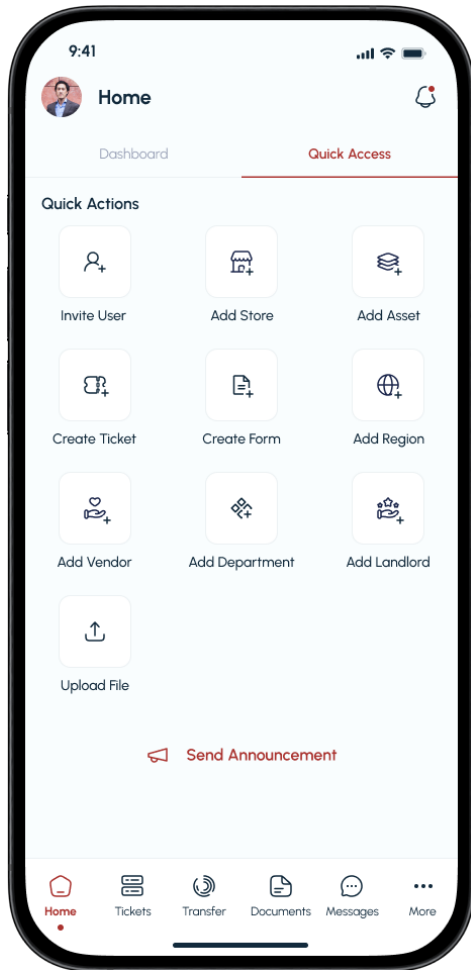 9:41
Home
Dashboard
Quick Access
Quick Actions
Invite User
Add Store
Add Asset
Create Ticket
Create Form
Add Region
Add Vendor
Add Department
Add Landlord
Upload File
Send Announcement
Home
Tickets
Transfer
Documents
Messages
More